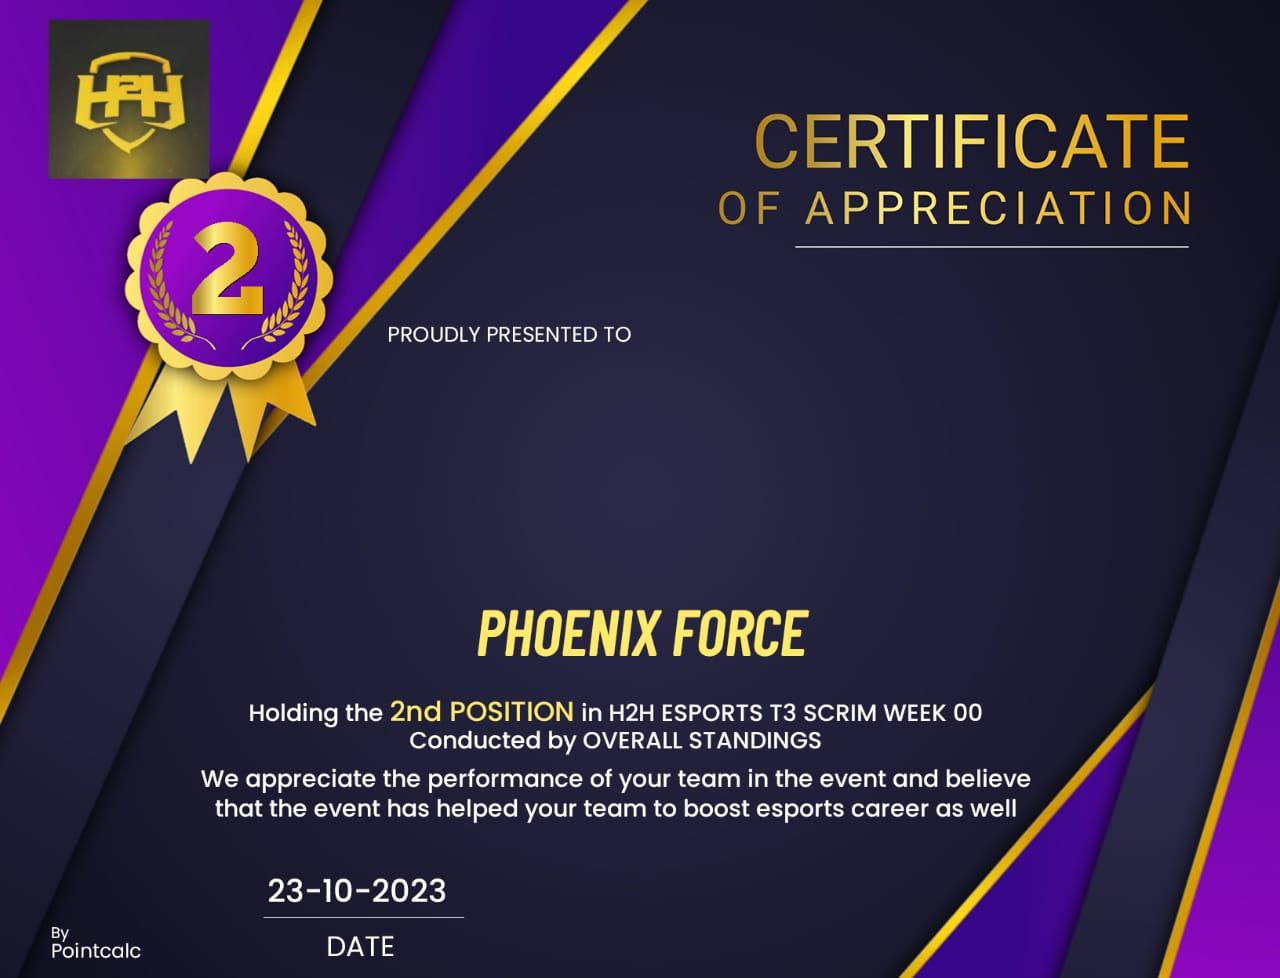 H2H
CERTIFICATE
OF APPRECIATION
2
PROUDLY PRESENTED TO
PHOENIX FORCE
Holding the 2nd POSITION in H2H ESPORTS T3 SCRIM WEEK 00
Conducted by OVERALL STANDINGS
We appreciate the performance of your team in the event and believe
that the event has helped your team to boost esports career as well
23-10-2023
DATE
By
Pointcalc